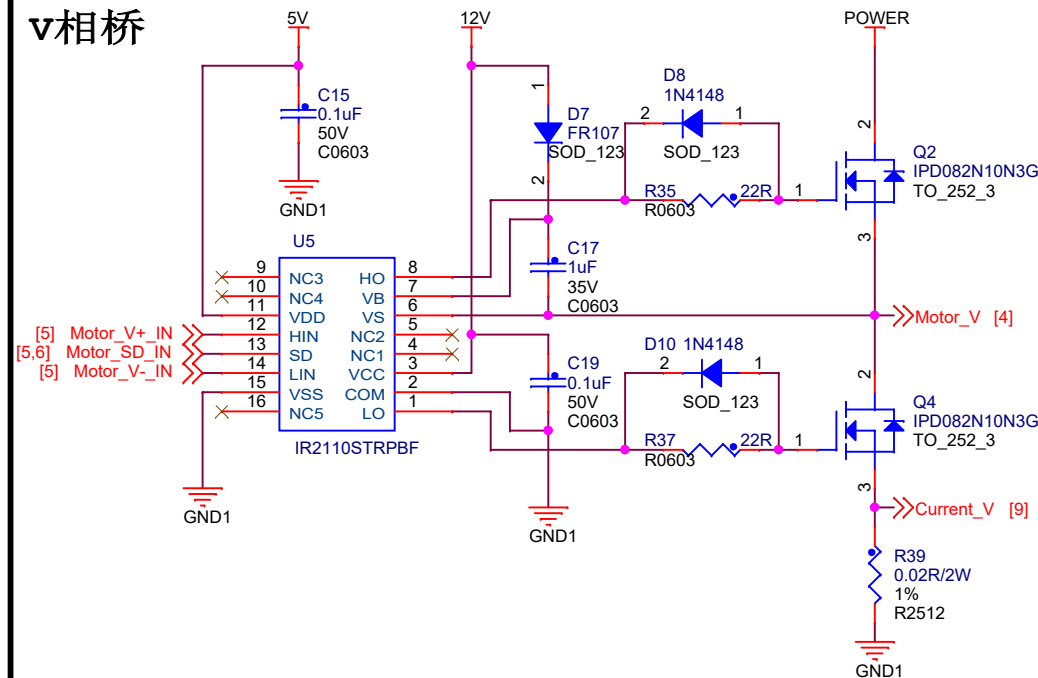 v相桥
5V
12V
POWER
C15
0.1uF
50V
C0603
GND1
1
D7
FR107
SOD_123
2
D8
1N4148
2
1
SOD_123
R35
22R
R0603
1
2
Q2
IPD082N10N3G
TO_252_3
3
U5
9
NC3
HO
8
10
NC4
VB
7
11
VDD
VS
6
[5]
Motor_V+_IN
12
HIN
NC2
5
[5,6]
Motor_SD_IN
13
SD
NC1
4
[5]
Motor_V-_IN
14
LIN
VCC
3
15
VSS
COM
2
16
NC5
LO
1
IR2110STRPBF
GND1
C17
1uF
35V
C0603
Motor_V
[4]
C19
0.1uF
50V
C0603
GND1
D10
1N4148
2
1
SOD_123
R37
22R
R0603
1
2
Q4
IPD082N10N3G
TO_252_3
3
Current_V
[9]
R39
0.02R/2W
1%
R2512
GND1